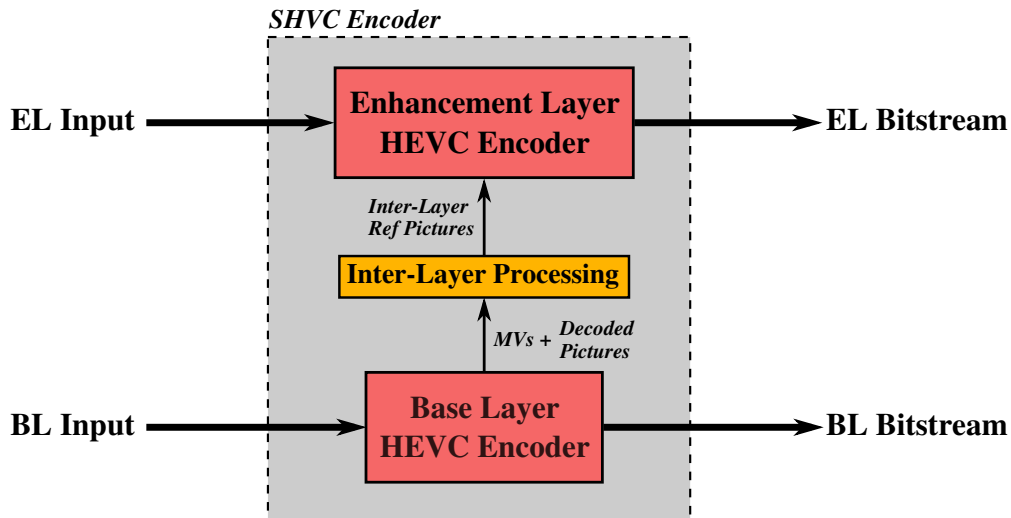 SHVC Encoder
EL Input
Enhancement Layer
HEVC Encoder
EL Bitstream
Inter-Layer
Ref Pictures
Inter-Layer Processing
MVs + Decoded
Pictures
BL Input
Base Layer
HEVC Encoder
BL Bitstream